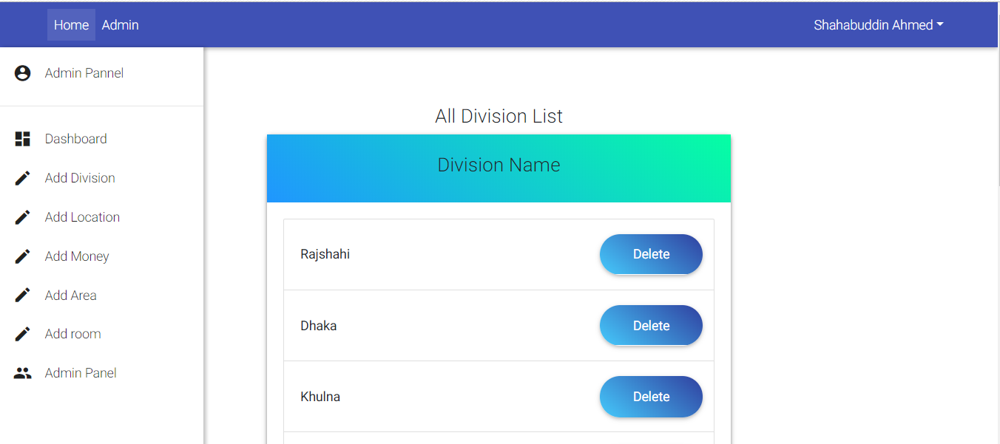 Home Admin Shahabuddin Ahmed
Admin Pannel
Dashboard
Add Division
Add Location
Add Money
Add Area
Add room
Admin Panel
All Division List
Division Name
Rajshahi Delete
Dhaka Delete
Khulna Delete